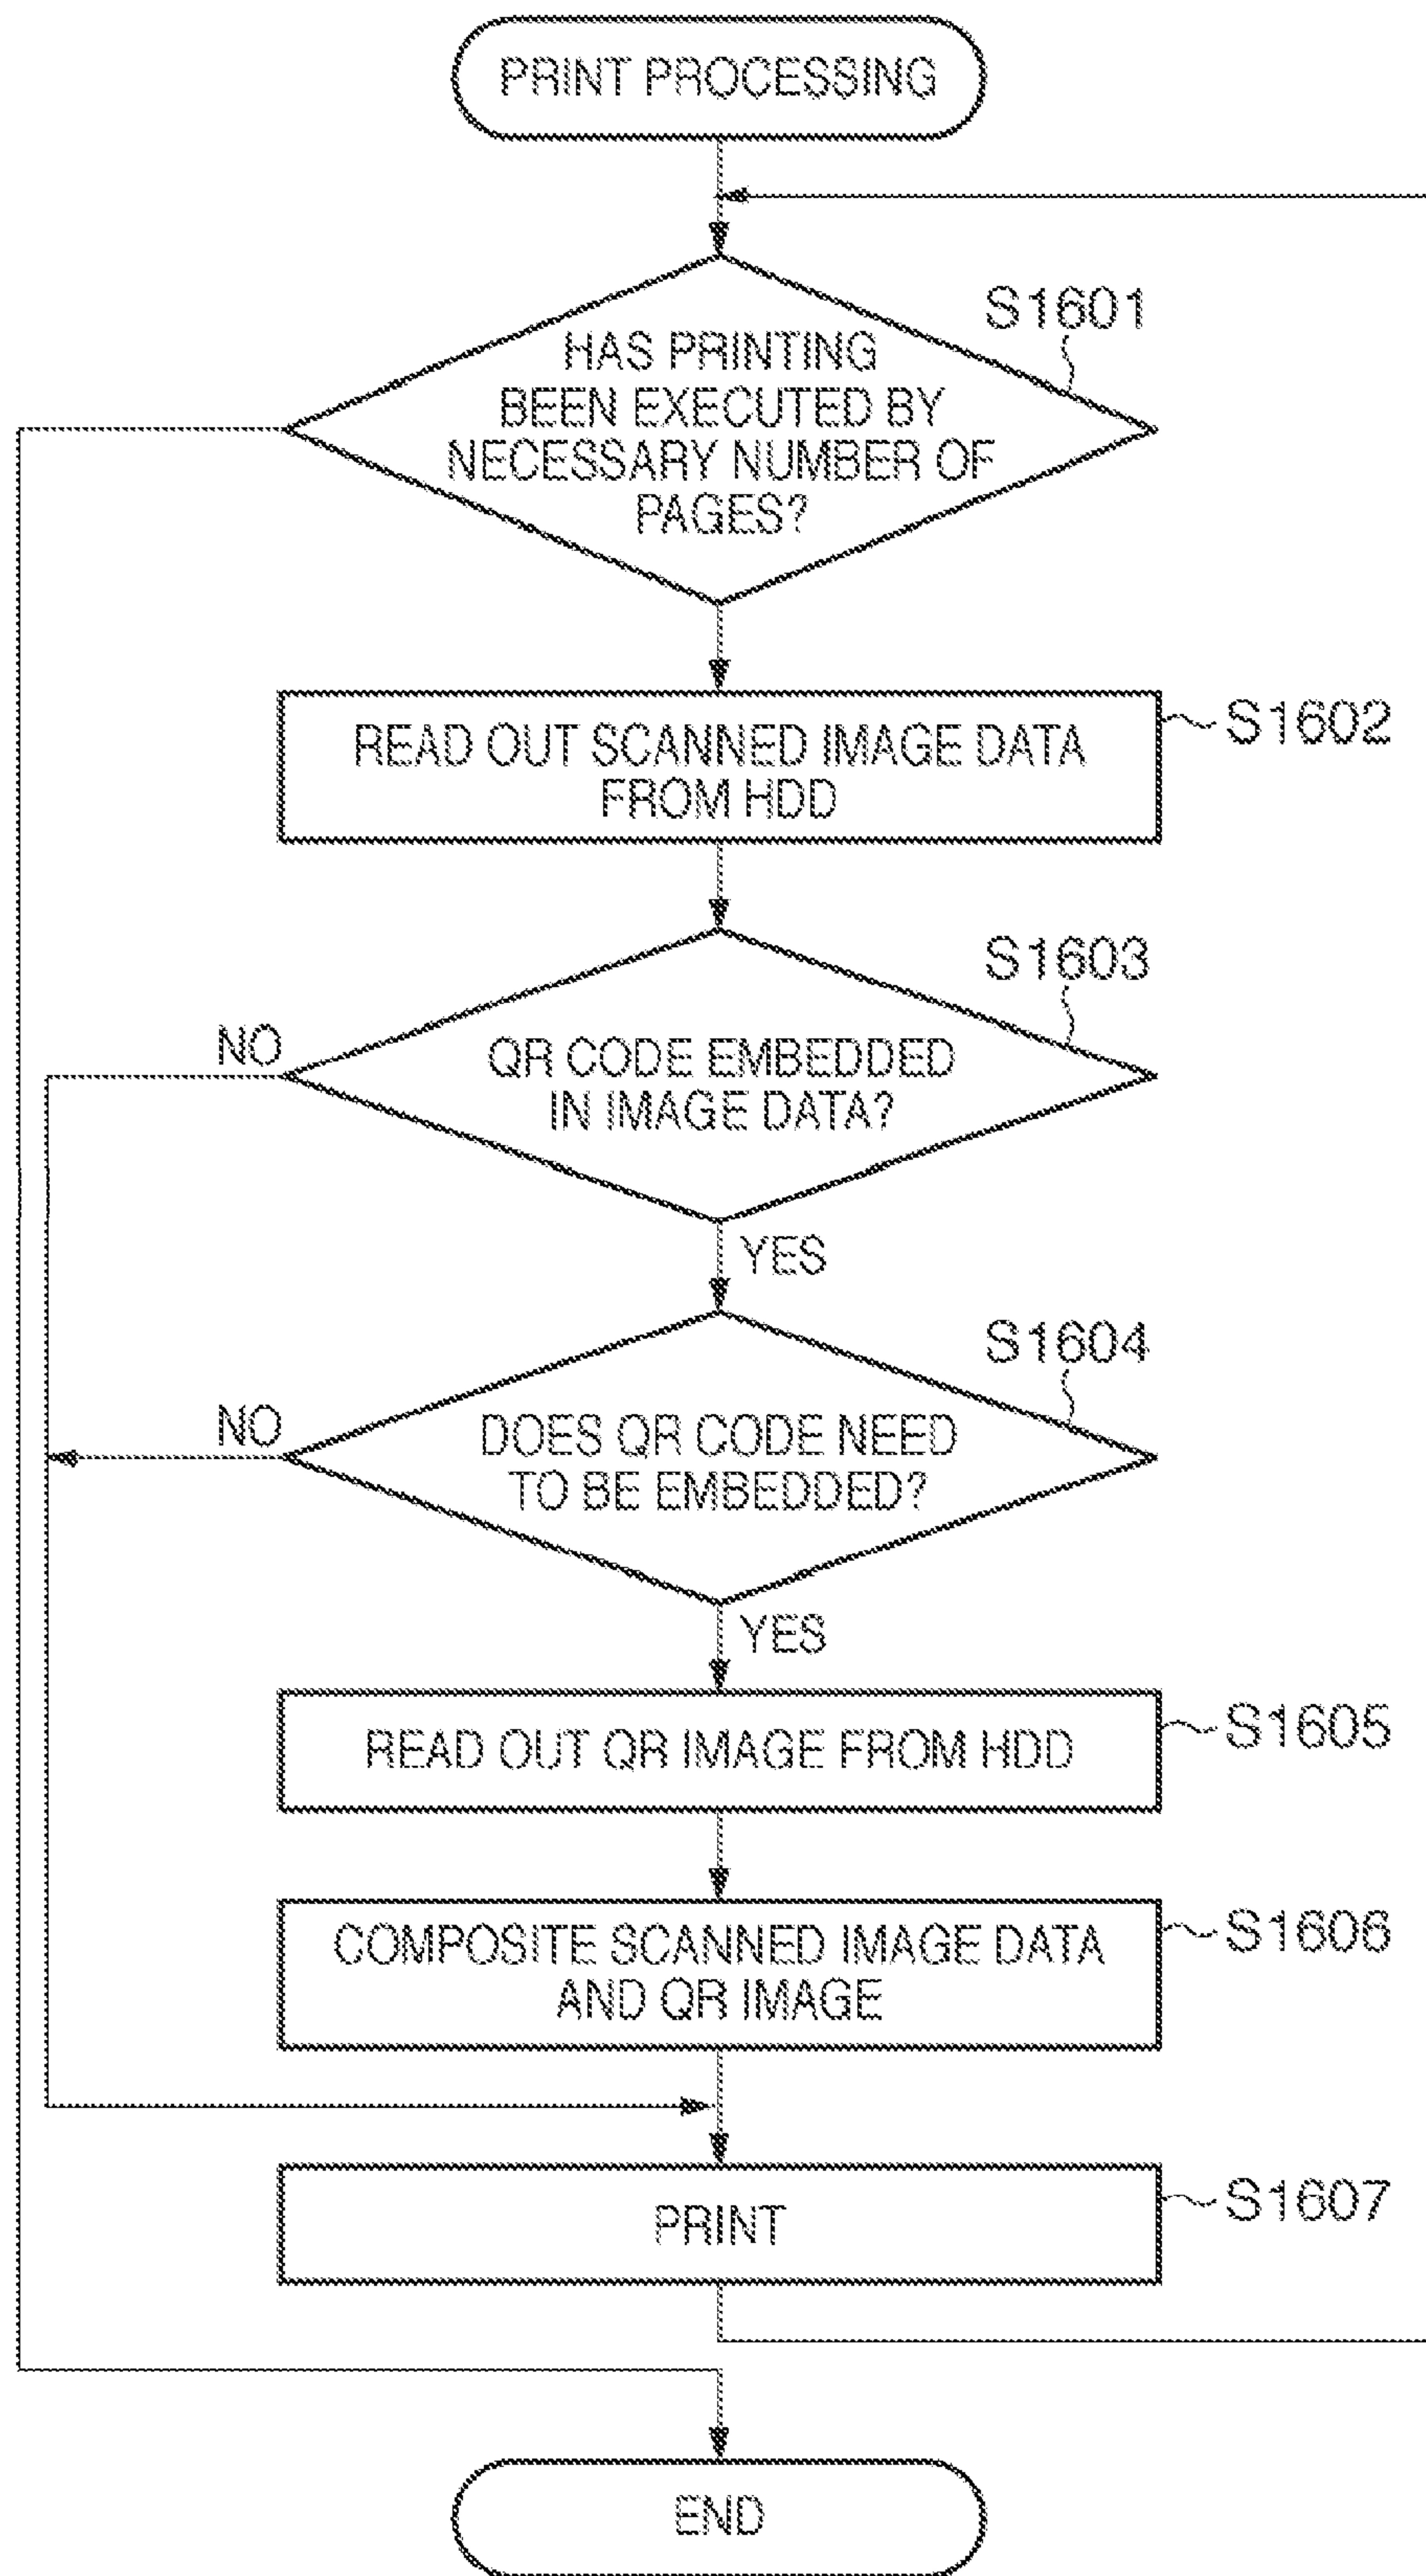 PRINT PROCESSING
S1601
HAS PRINTING
BEEN EXECUTED BY
NECESSARY NUMBER OF
PAGES?
READ OUT SCANNED IMAGE DATA
FROM HDD
S1602
S1603
NO
QR CODE EMBEDDED
IN IMAGE DATA?
YES
S1604
NO
DOES QR CODE NEED
TO BE EMBEDDED?
YES
READ OUT QR IMAGE FROM HDD
S1605
COMPOSITE SCANNED IMAGE DATA
AND QR IMAGE
S1606
PRINT
S1607
END